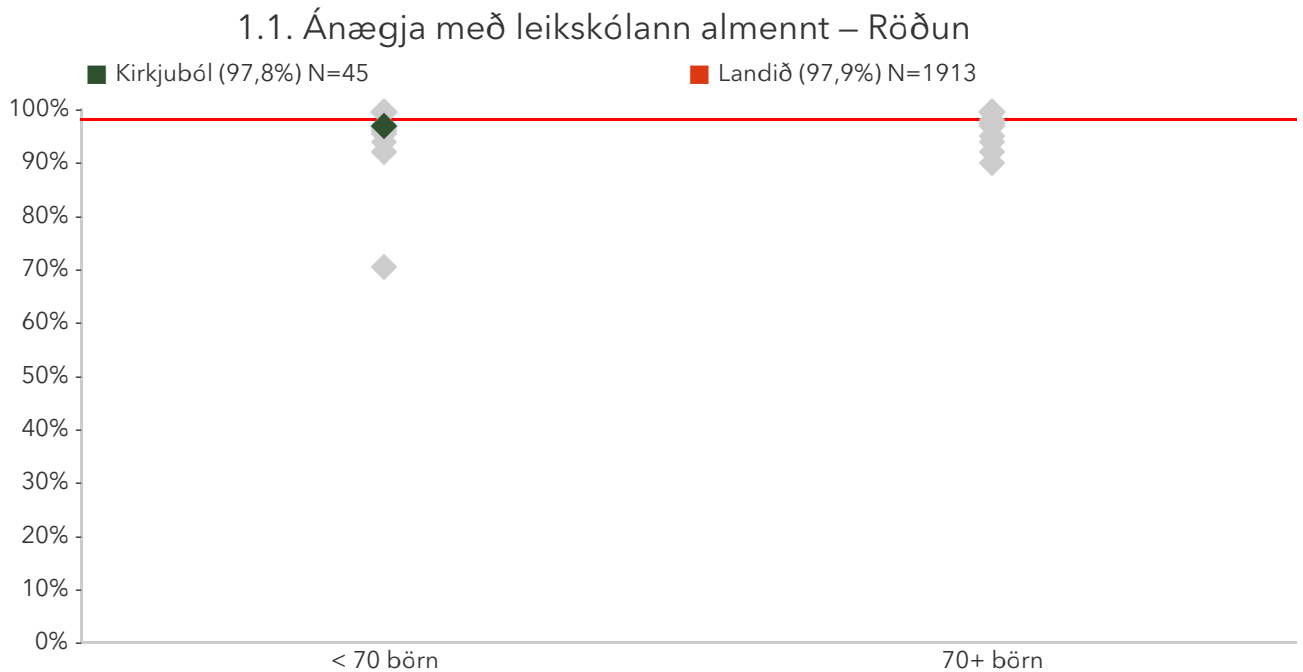 1.1. Ánægja með leikskólann almennt – Röðun
Kirkjuból (97,8%) N=45
Landið (97,9%) N=1913
100%
90%
80%
70%
60%
50%
40%
30%
20%
10%
0%
< 70 börn
70+ börn